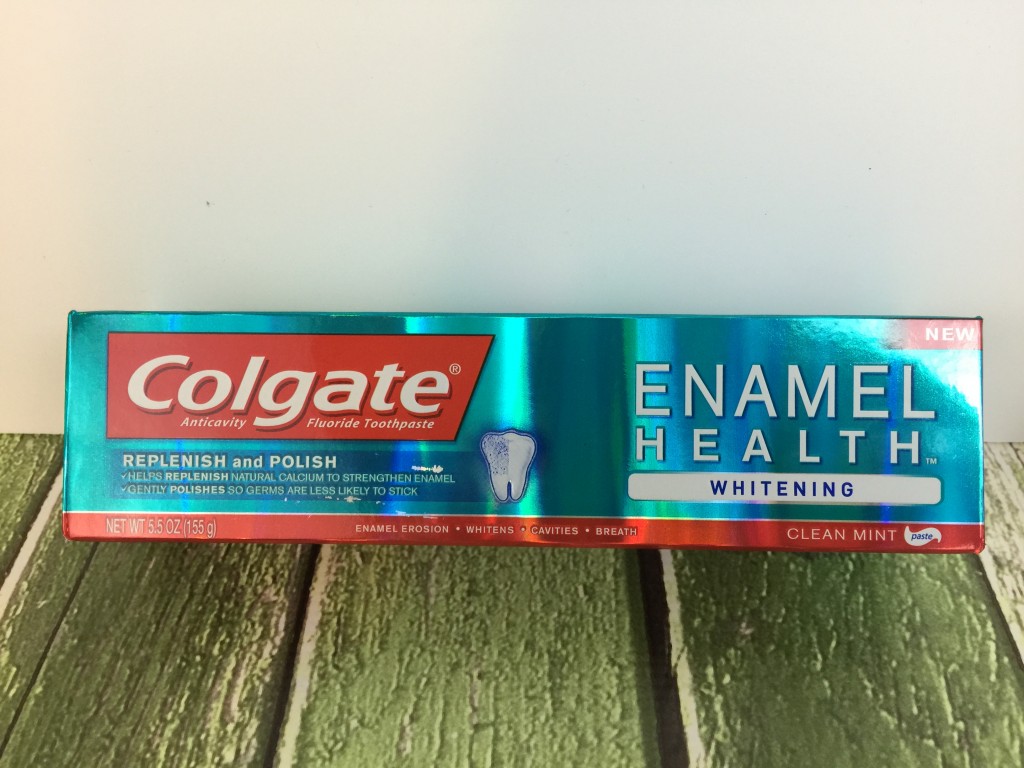 Colgate®
Anticavity Fluoride Toothpaste
REPLENISH and POLISH
✓HELPS REPLENISH NATURAL CALCIUM TO STRENGTHEN ENAMEL
✓GENTLY POLISHES SO GERMS ARE LESS LIKELY TO STICK
NET WT 5.5 OZ (155 g)
ENAMEL EROSION • WHITENS • CAVITIES • BREATH
NEW
ENAMEL
HEALTH™
WHITENING
CLEAN MINT paste